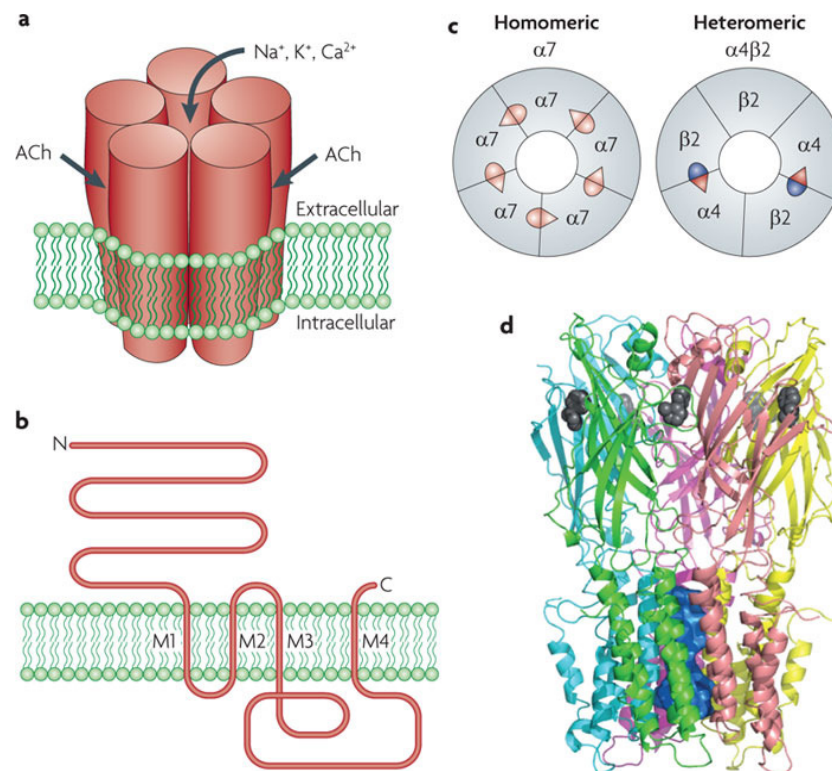 a
Na⁺, K⁺, Ca²⁺
ACh
ACh
Extracellular
Intracellular
b
N
C
M1
M2
M3
M4
c
Homomeric
α7
α7
α7
α7
α7
α7
Heteromeric
α4β2
β2
β2
α4
α4
β2
d